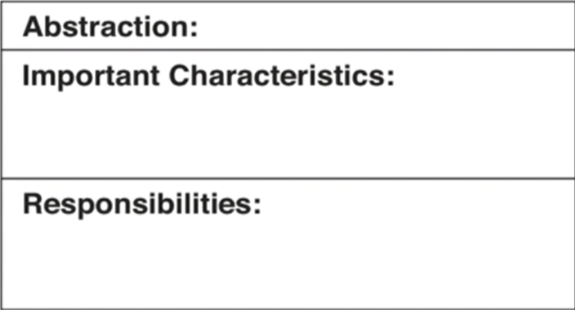 Abstraction:
Important Characteristics:
Responsibilities: